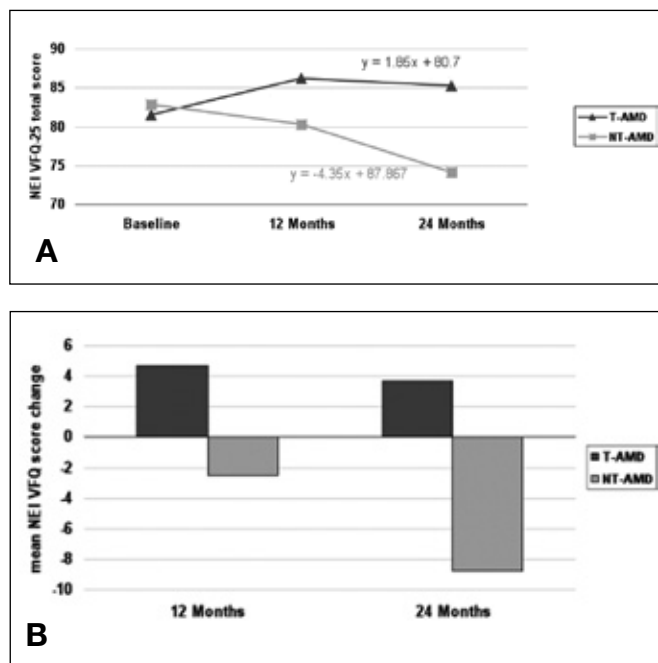 90
y = 1.85x + 80.7
85
80
75
y = -4.35x + 87.867
70
NEI VFQ-25 total score
Baseline 12 Months 24 Months
T-AMD
NT-AMD
A
6
4
2
0
-2
-4
-6
-8
-10
mean NEI VFQ score change
12 Months 24 Months
T-AMD
NT-AMD
B